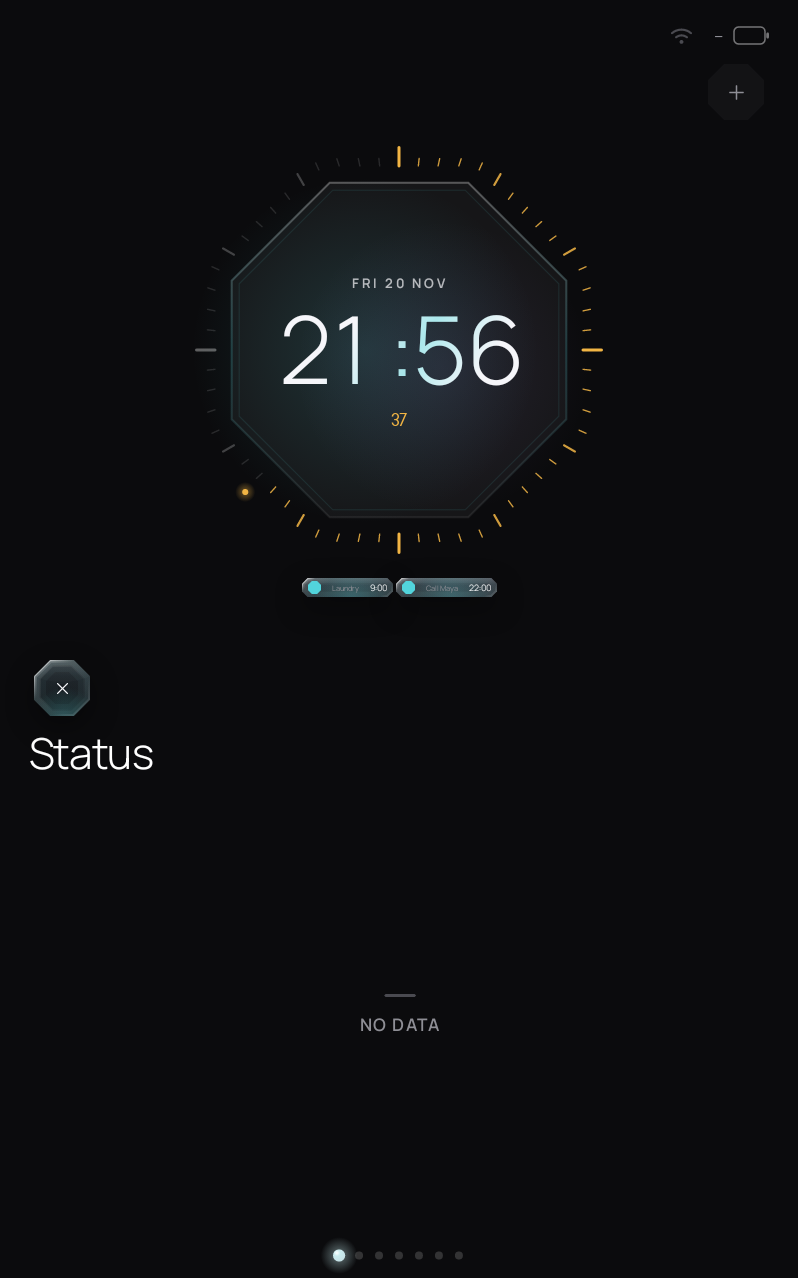 –
FRI 20 NOV
21 :56
37
Laundry 9:00 Call Maya 22:00
Status
NO DATA